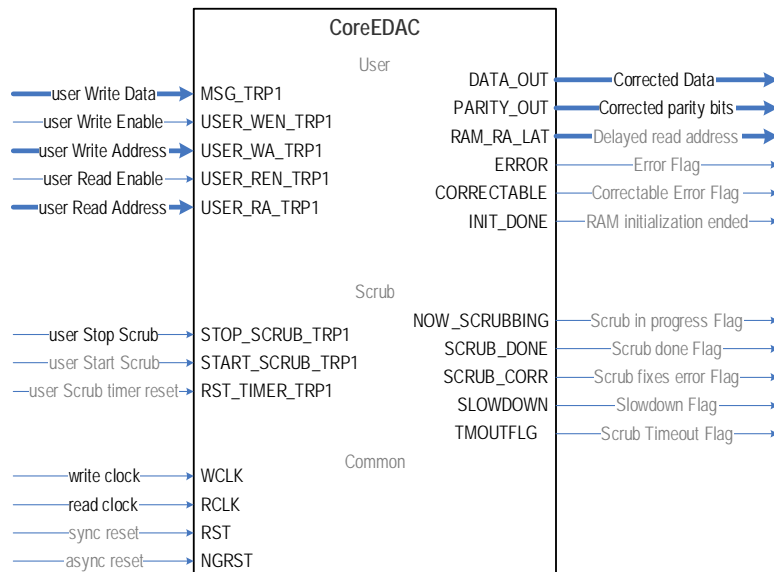 CoreEDAC
User
user Write Data MSG_TRP1 DATA_OUT Corrected Data
user Write Enable USER_WEN_TRP1 PARITY_OUT Corrected parity bits
user Write Address USER_WA_TRP1 RAM_RA_LAT Delayed read address
user Read Enable USER_REN_TRP1 ERROR Error Flag
user Read Address USER_RA_TRP1 CORRECTABLE Correctable Error Flag
INIT_DONE RAM initialization ended
Scrub
user Stop Scrub STOP_SCRUB_TRP1 NOW_SCRUBBING Scrub in progress Flag
user Start Scrub START_SCRUB_TRP1 SCRUB_DONE Scrub done Flag
user Scrub timer reset RST_TIMER_TRP1 SCRUB_CORR Scrub fixes error Flag
SLOWDOWN Slowdown Flag
TMOUTFLG Scrub Timeout Flag
Common
write clock WCLK
read clock RCLK
sync reset RST
async reset NGRST